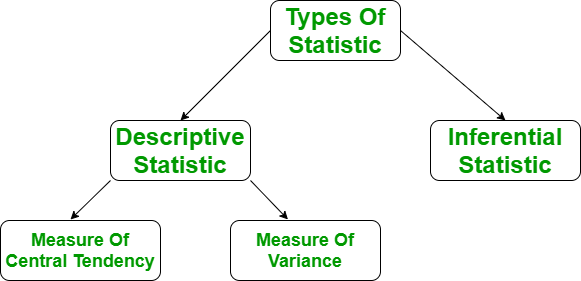 Types Of
Statistic
Descriptive
Statistic
Inferential
Statistic
Measure Of
Central Tendency
Measure Of
Variance